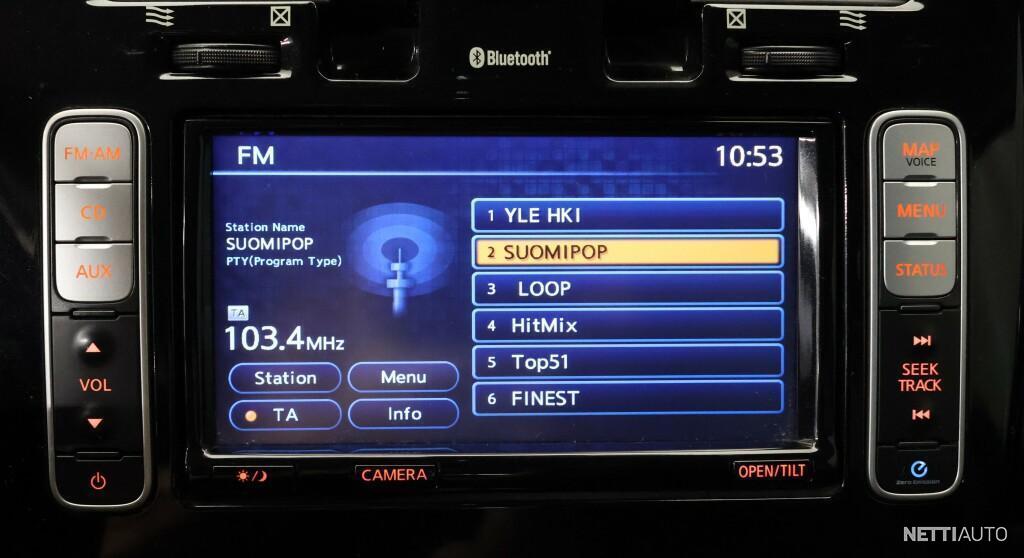 Bluetooth
FM-AM
CD
AUX
VOL
FM
10:53
Station Name
SUOMIPOP
PTY(Program Type)
TA
103.4MHz
Station
Menu
TA
Info
1 YLE HKI
2 SUOMIPOP
3 LOOP
4 HitMix
5 Top51
6 FINEST
MAP
VOICE
MENU
STATUS
SEEK
TRACK
Zero Emission
CAMERA
OPEN/TILT
NETTIAUTO